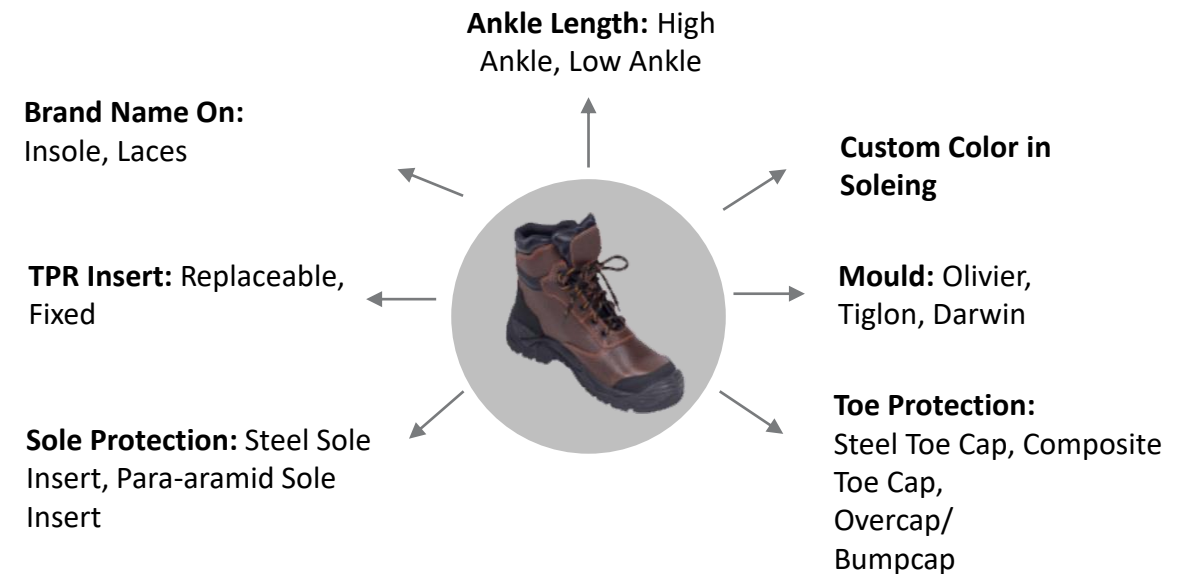 Ankle Length: High
Ankle, Low Ankle
Brand Name On:
Insole, Laces
Custom Color in
Soleing
TPR Insert: Replaceable,
Fixed
Mould: Olivier,
Tiglon, Darwin
Sole Protection: Steel Sole
Insert, Para-aramid Sole
Insert
Toe Protection:
Steel Toe Cap, Composite
Toe Cap,
Overcap/
Bumpcap